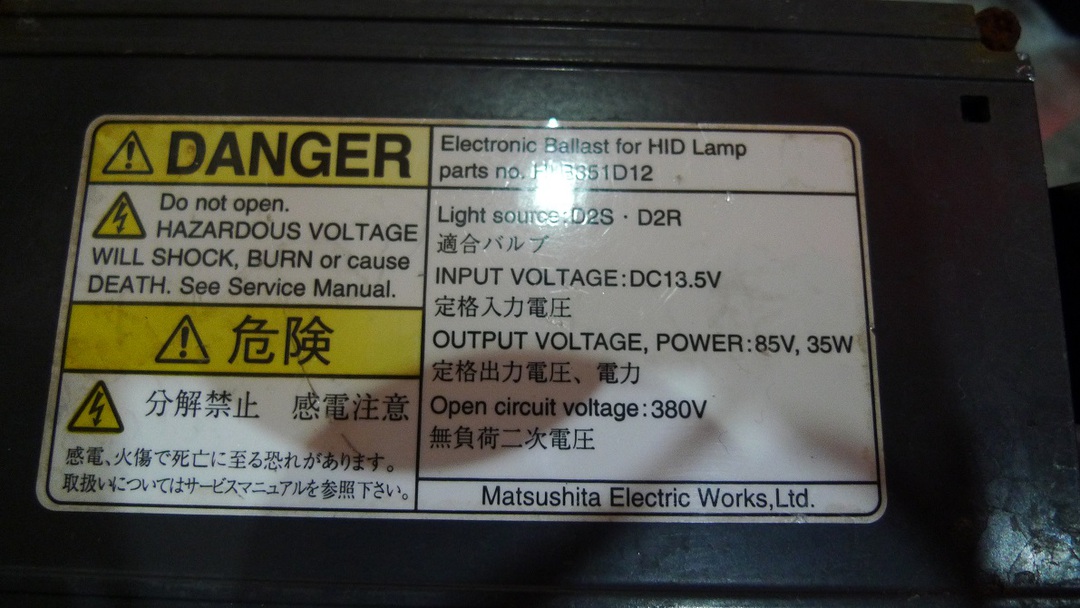 DANGER
Do not open.
HAZARDOUS VOLTAGE
WILL SHOCK, BURN or cause
DEATH. See Service Manual.
危険
分解禁止 感電注意
感電、火傷で死亡に至る恐れがあります。
取扱いについてはサービスマニュアルを参照下さい。
Electronic Ballast for HID Lamp
parts no.
Light source:D2S・D2R
適合バルブ
INPUT VOLTAGE:DC13.5V
定格入力電圧
OUTPUT VOLTAGE, POWER:85V, 35W
定格出力電圧、電力
Open circuit voltage:380V
無負荷二次電圧
Matsushita Electric Works,Ltd.